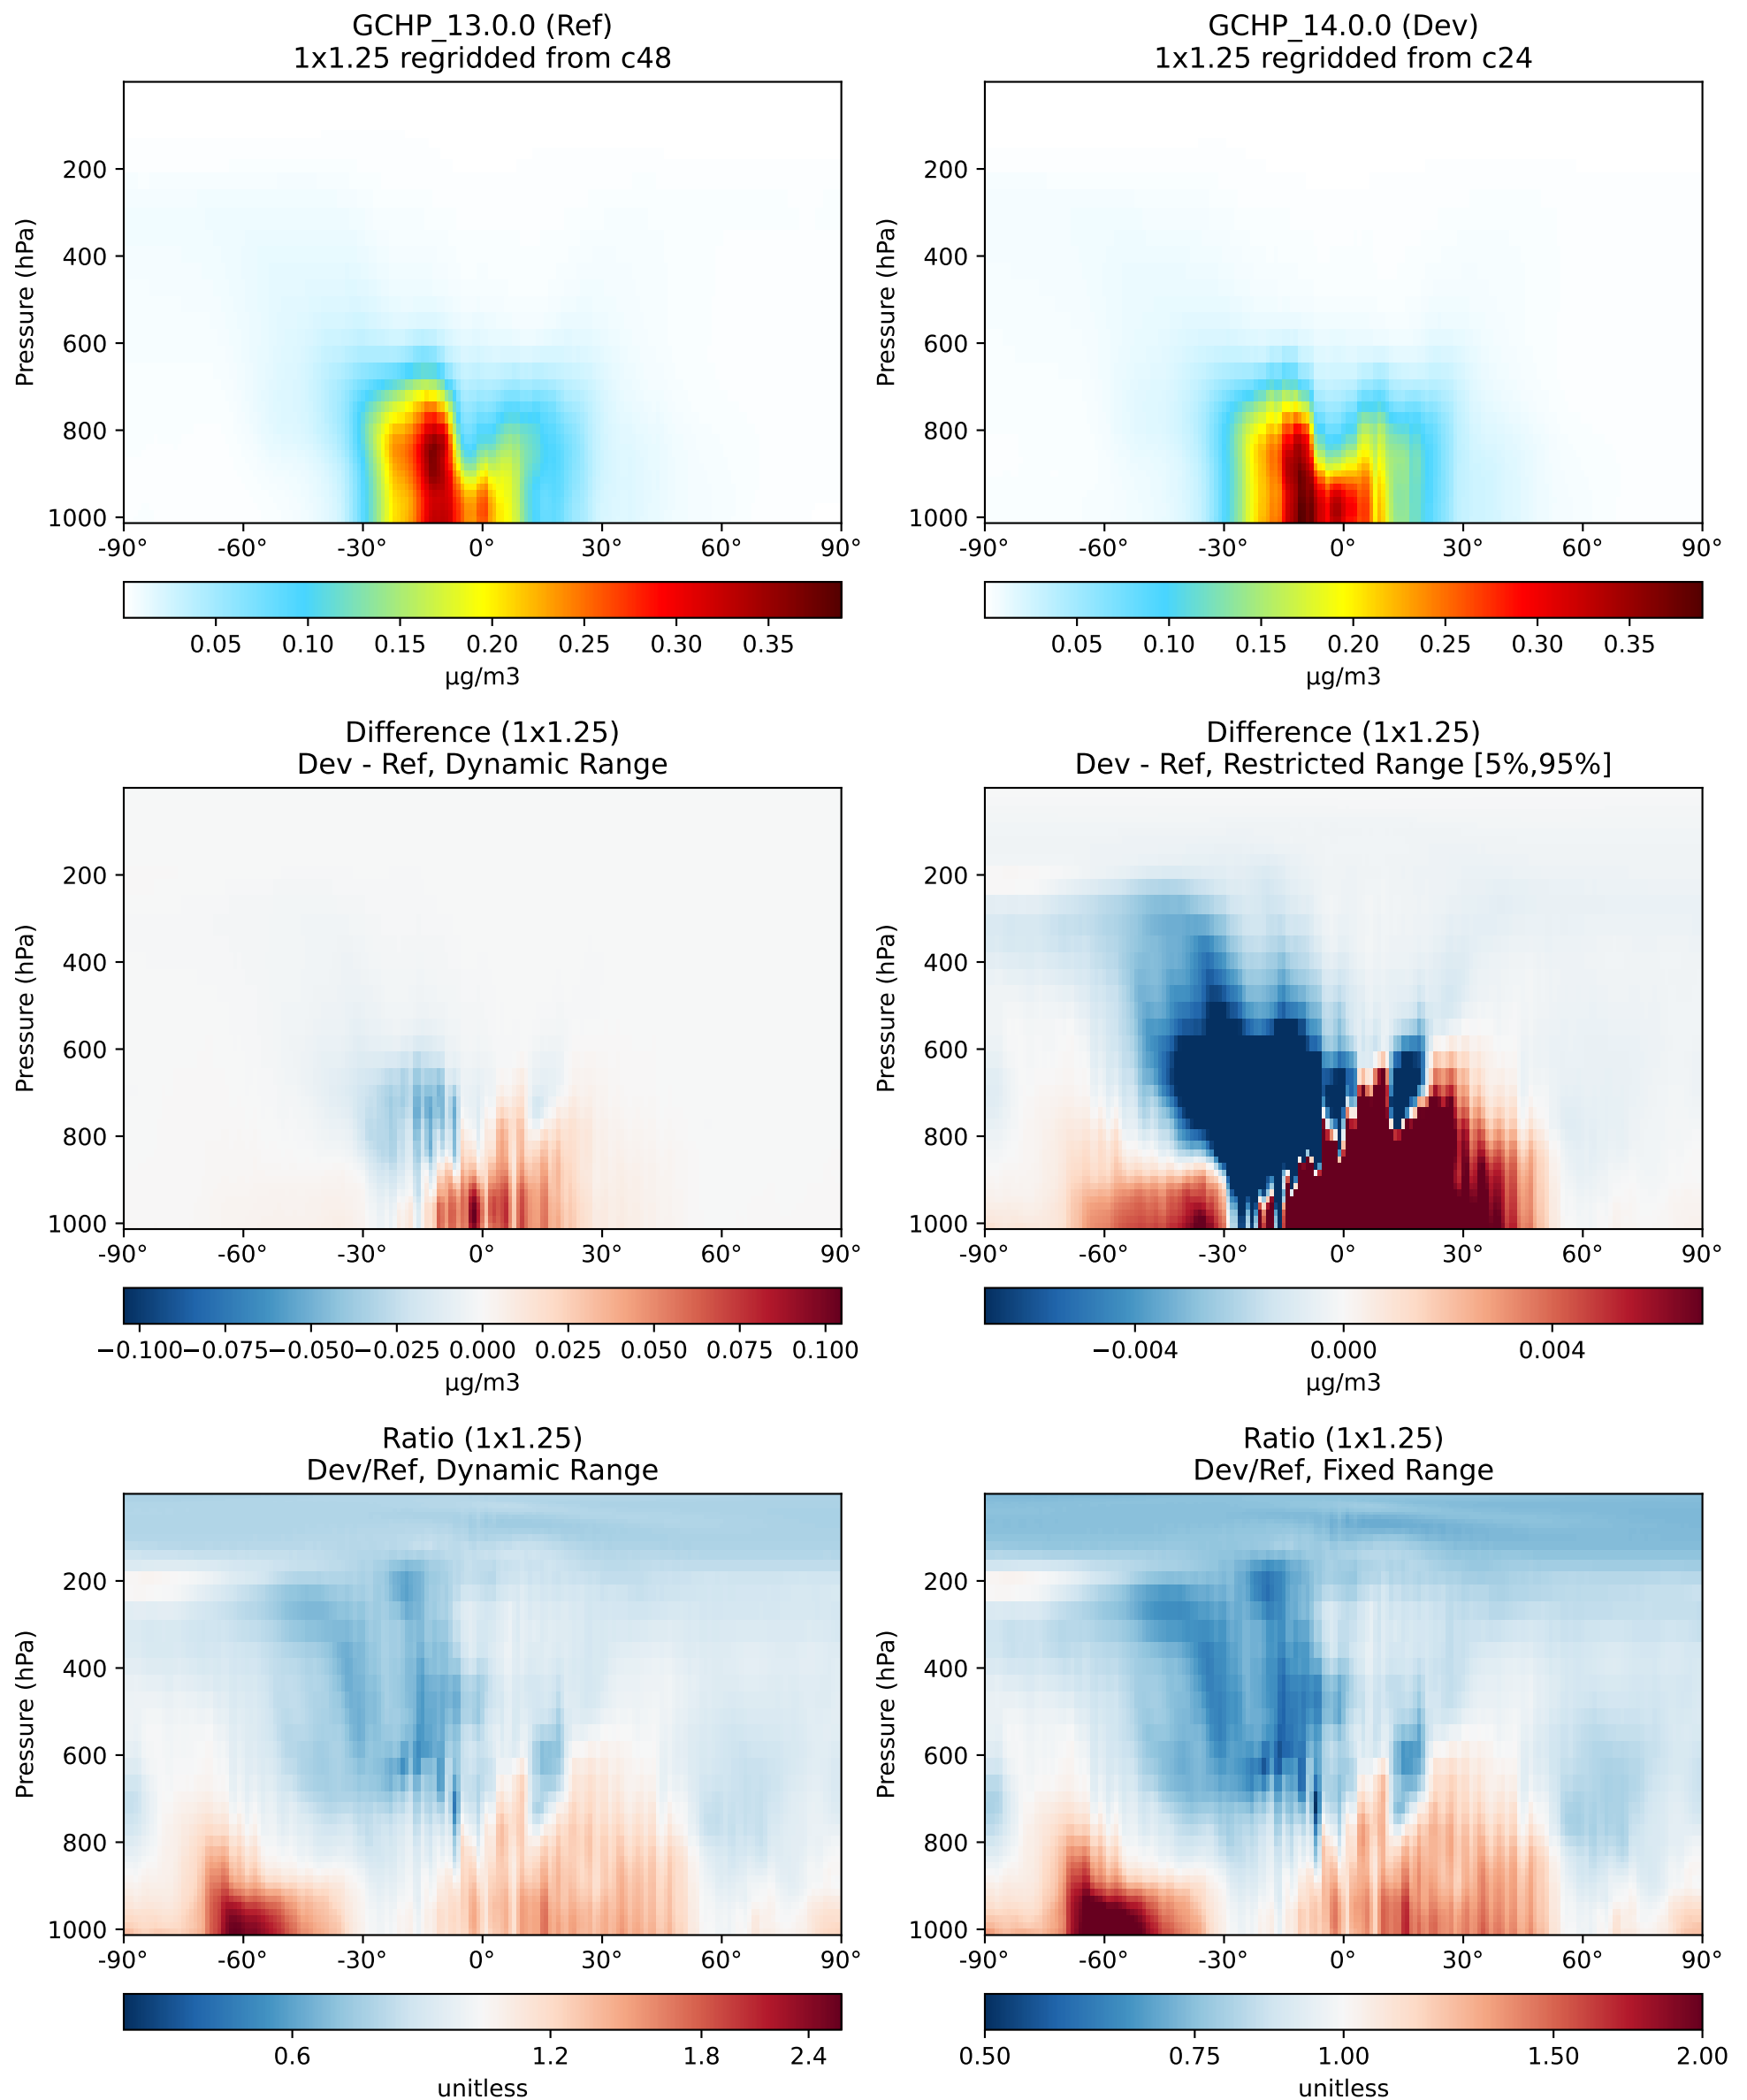 GCHP_13.0.0 (Ref)
1x1.25 regridded from c48
Pressure (hPa)
200
400
600
800
1000
-90° -60° -30° 0° 30° 60° 90°
0.05 0.10 0.15 0.20 0.25 0.30 0.35
µg/m3
GCHP_14.0.0 (Dev)
1x1.25 regridded from c24
Pressure (hPa)
200
400
600
800
1000
-90° -60° -30° 0° 30° 60° 90°
0.05 0.10 0.15 0.20 0.25 0.30 0.35
µg/m3
Difference (1x1.25)
Dev - Ref, Dynamic Range
Pressure (hPa)
200
400
600
800
1000
-90° -60° -30° 0° 30° 60° 90°
−0.100 −0.075 −0.050 −0.025 0.000 0.025 0.050 0.075 0.100
µg/m3
Difference (1x1.25)
Dev - Ref, Restricted Range [5%,95%]
Pressure (hPa)
200
400
600
800
1000
-90° -60° -30° 0° 30° 60° 90°
−0.004 0.000 0.004
µg/m3
Ratio (1x1.25)
Dev/Ref, Dynamic Range
Pressure (hPa)
200
400
600
800
1000
-90° -60° -30° 0° 30° 60° 90°
0.6 1.2 1.8 2.4
unitless
Ratio (1x1.25)
Dev/Ref, Fixed Range
Pressure (hPa)
200
400
600
800
1000
-90° -60° -30° 0° 30° 60° 90°
0.50 0.75 1.00 1.50 2.00
unitless